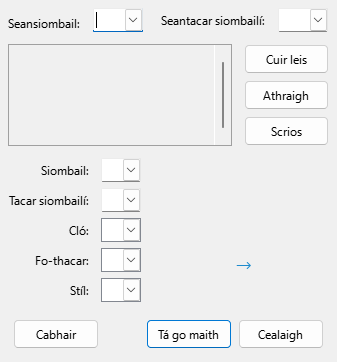 Seansiombail: Seantacar siombailí:
Cuir leis
Athraigh
Scrios
Siombail:
Tacar siombailí:
Cló:
Fo-thacar: →
Stíl:
Cabhair Tá go maith Cealaigh